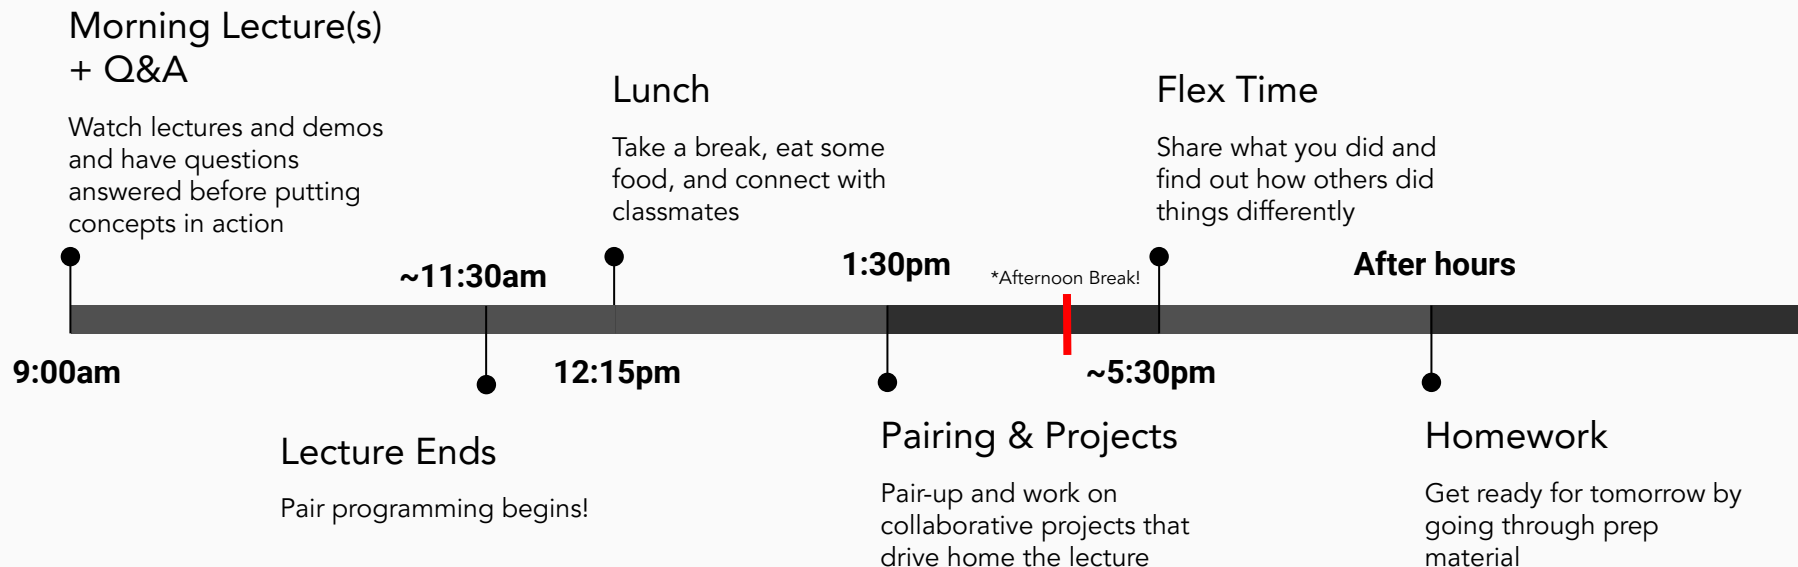 Morning Lecture(s)
+ Q&A
Watch lectures and demos
and have questions
answered before putting
concepts in action
Lunch
Take a break, eat some
food, and connect with
classmates
Flex Time
Share what you did and
find out how others did
things differently
~11:30am
1:30pm
*Afternoon Break!
After hours
9:00am
12:15pm
~5:30pm
Lecture Ends
Pair programming begins!
Pairing & Projects
Pair-up and work on
collaborative projects that
drive home the lecture
Homework
Get ready for tomorrow by
going through prep
material